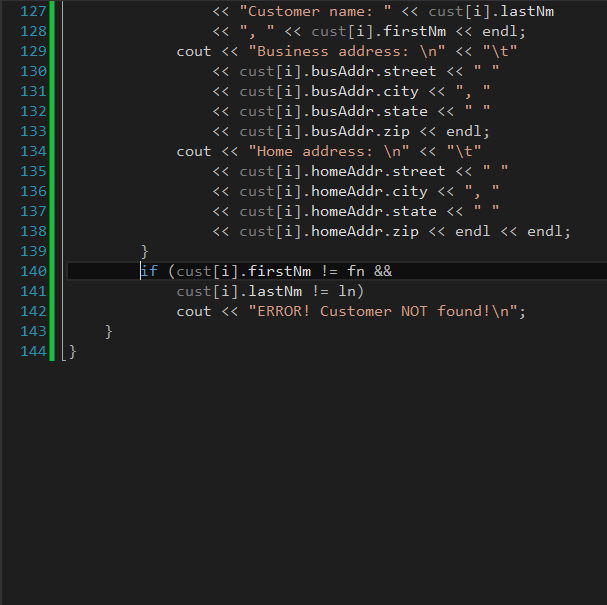 127                 << "Customer name: " << cust[i].lastNm
128                 << ", " << cust[i].firstNm << endl;
129             cout << "Business address: \n" << "\t"
130                 << cust[i].busAddr.street << " "
131                 << cust[i].busAddr.city << ", "
132                 << cust[i].busAddr.state << " "
133                 << cust[i].busAddr.zip << endl;
134             cout << "Home address: \n" << "\t"
135                 << cust[i].homeAddr.street << " "
136                 << cust[i].homeAddr.city << ", "
137                 << cust[i].homeAddr.state << " "
138                 << cust[i].homeAddr.zip << endl << endl;
139         }
140         if (cust[i].firstNm != fn &&
141             cust[i].lastNm != ln)
142             cout << "ERROR! Customer NOT found!\n";
143     }
144 }